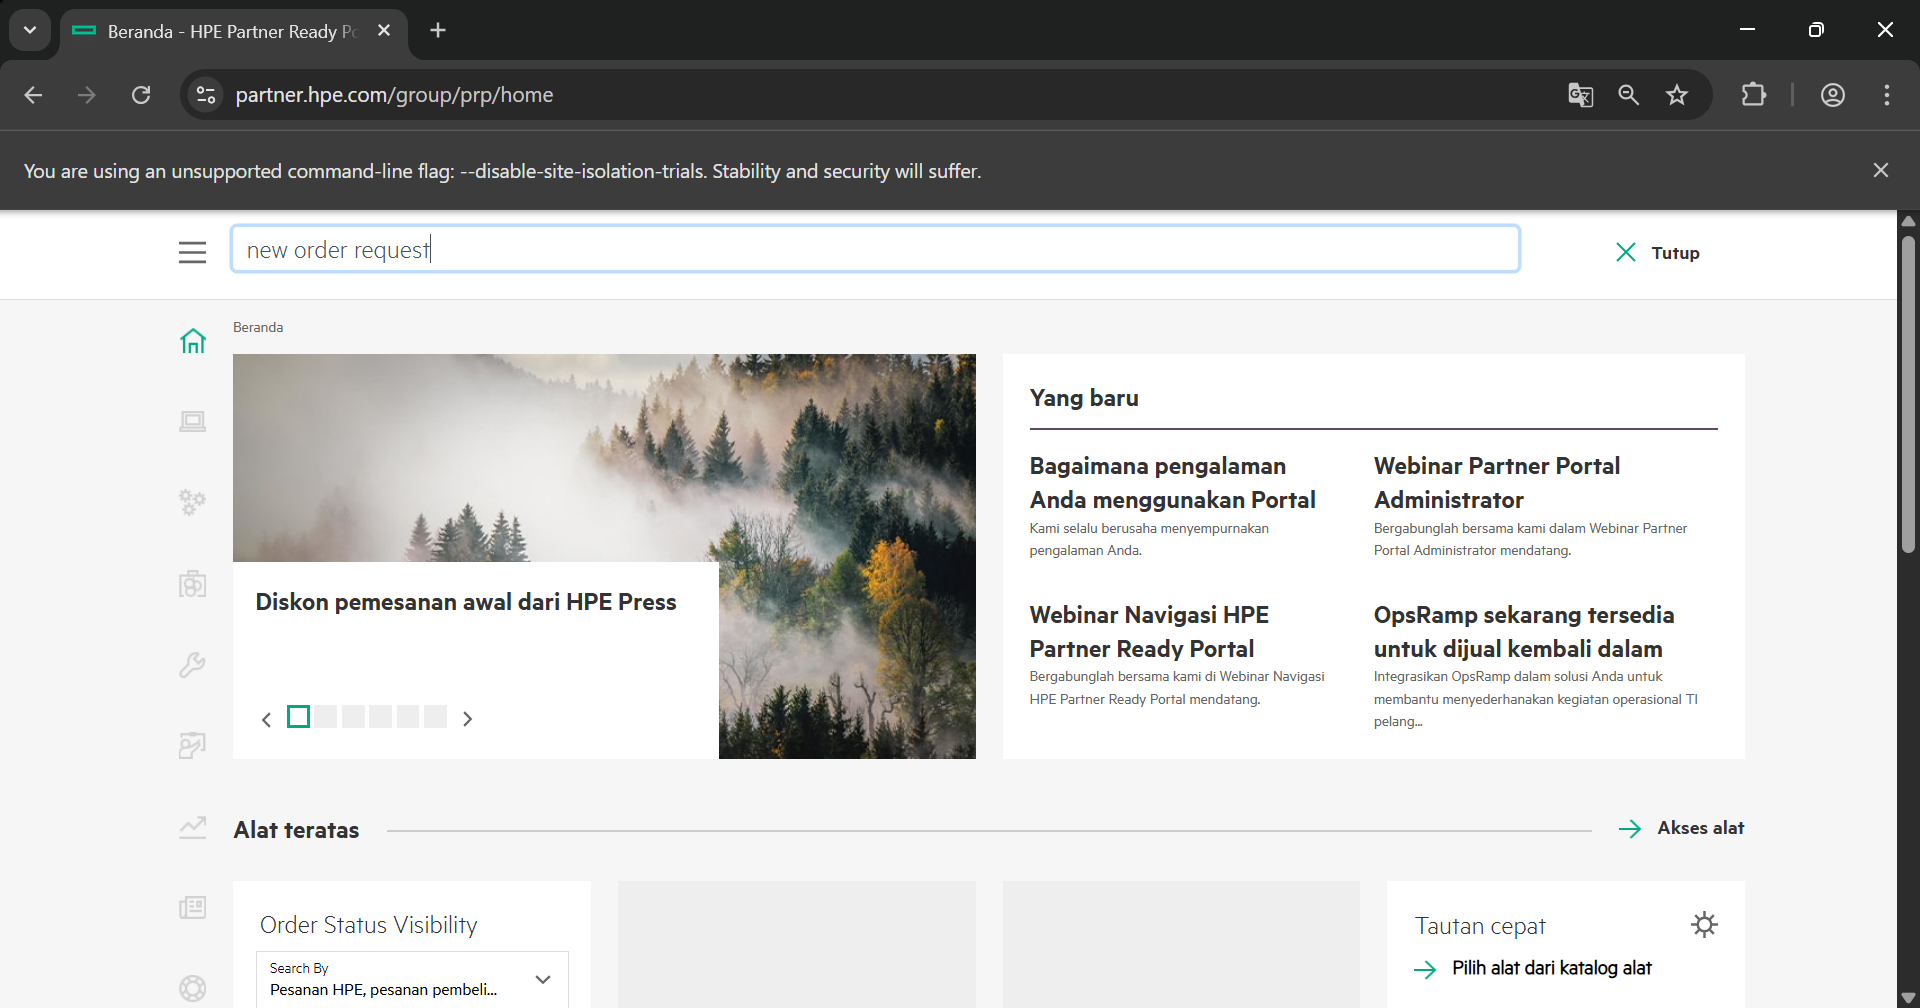 Beranda - HPE Partner Ready Po
partner.hpe.com/group/prp/home
You are using an unsupported command-line flag: --disable-site-isolation-trials. Stability and security will suffer.
new order request
Tutup
Beranda
Diskon pemesanan awal dari HPE Press
Yang baru
Bagaimana pengalaman
Anda menggunakan Portal
Kami selalu berusaha menyempurnakan
pengalaman Anda.
Webinar Partner Portal
Administrator
Bergabunglah bersama kami dalam Webinar Partner
Portal Administrator mendatang.
Webinar Navigasi HPE
Partner Ready Portal
Bergabunglah bersama kami di Webinar Navigasi
HPE Partner Ready Portal mendatang.
OpsRamp sekarang tersedia
untuk dijual kembali dalam
Integrasikan OpsRamp dalam solusi Anda untuk
membantu menyederhanakan kegiatan operasional TI
pelang...
Alat teratas
Akses alat
Order Status Visibility
Search By
Pesanan HPE, pesanan pembeli...
Tautan cepat
Pilih alat dari katalog alat